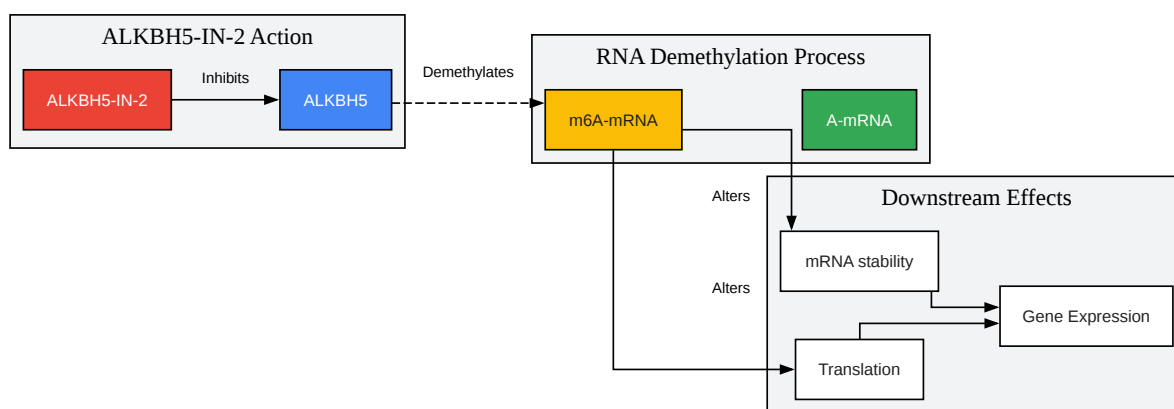 ALKBH5-IN-2 Action
ALKBH5-IN-2
Inhibits
ALKBH5
Demethylates
RNA Demethylation Process
m6A-mRNA
A-mRNA
Alters
Downstream Effects
mRNA stability
Alters
Gene Expression
Translation